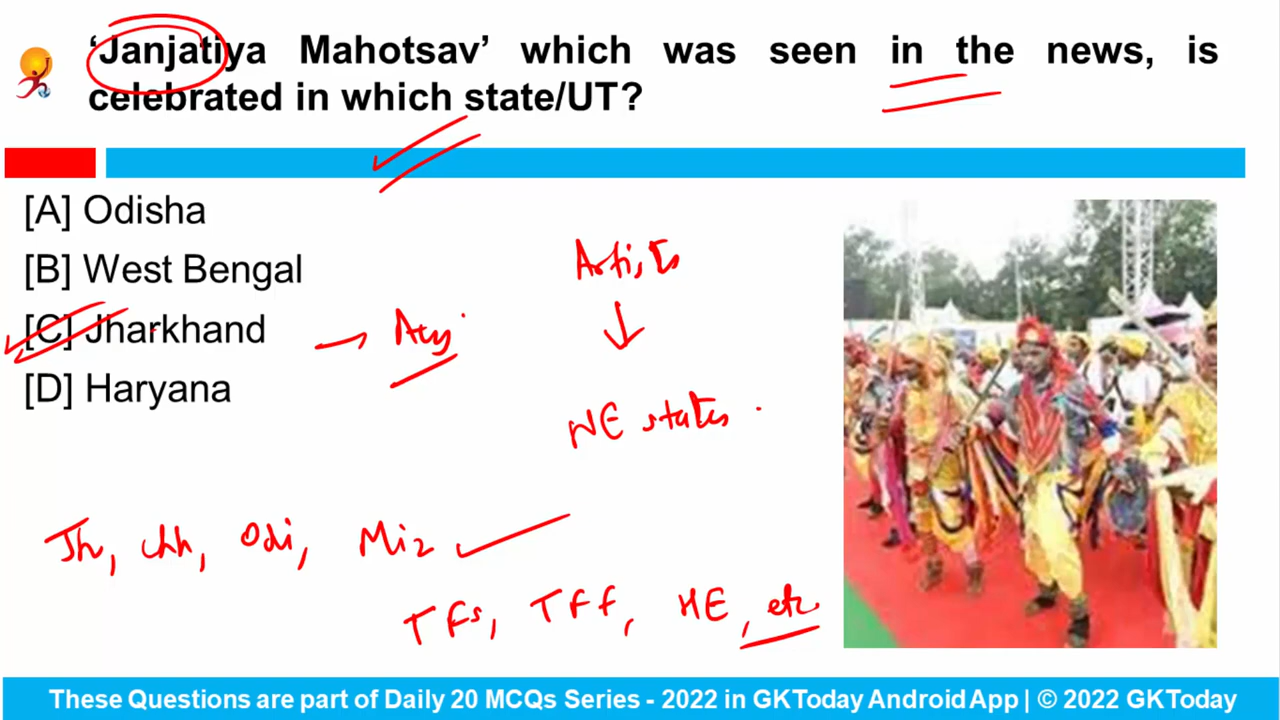 ‘Janjatiya Mahotsav’ which was seen in the news, is
celebrated in which state/UT?
[A] Odisha
[B] West Bengal
[C] Jharkhand
[D] Haryana
Artists
NE states
Jh, chh, Odi, Miz
TFs, TFf, HE, etc
These Questions are part of Daily 20 MCQs Series - 2022 in GKToday Android App | © 2022 GKToday